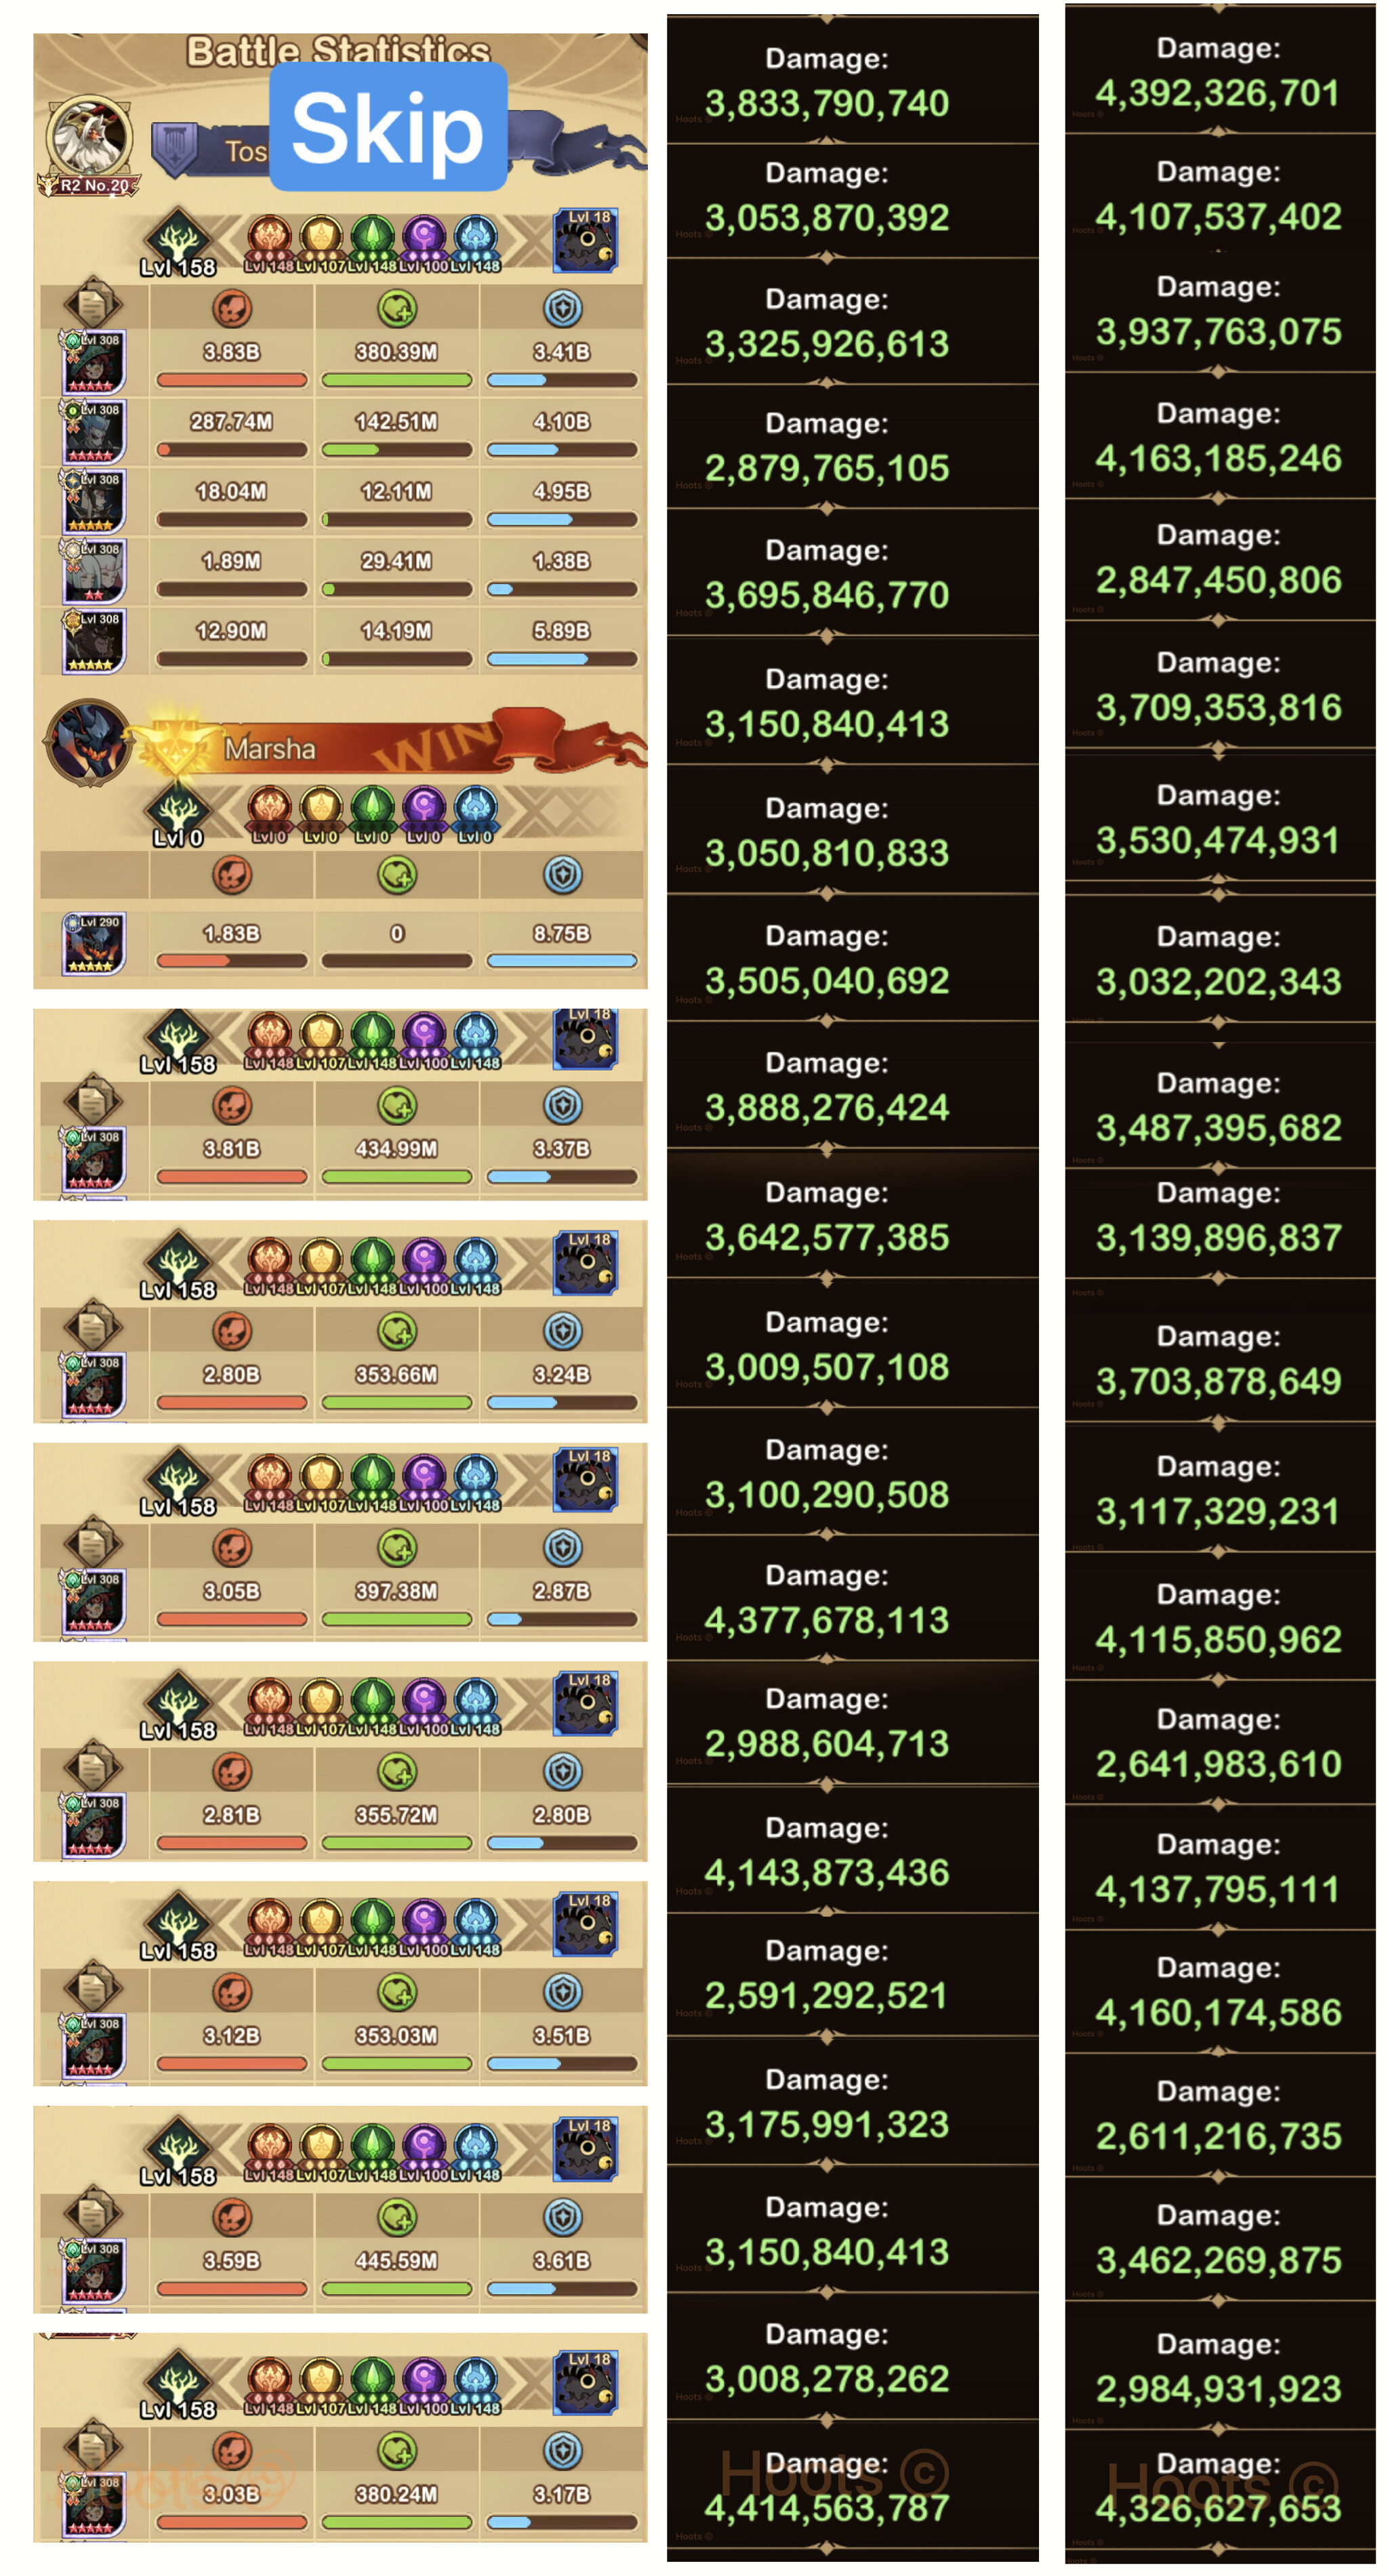 Battle Statistics
Skip
Tos
R2 No.20
Lvl 18
Lvl 158
Lvl 148 Lvl 107 Lvl 148 Lvl 100 Lvl 148
Lvl 308
3.83B 380.39M 3.41B
Lvl 308
287.74M 142.51M 4.10B
Lvl 308
18.04M 12.11M 4.95B
Lvl 308
1.89M 29.41M 1.38B
Lvl 308
12.90M 14.19M 5.89B
Marsha
WIN
Lvl 0
Lvl 0 Lvl 0 Lvl 0 Lvl 0 Lvl 0
Lvl 290
1.83B 0 8.75B
Lvl 18
Lvl 158
Lvl 148 Lvl 107 Lvl 148 Lvl 100 Lvl 148
Lvl 308
3.81B 434.99M 3.37B
Lvl 18
Lvl 158
Lvl 148 Lvl 107 Lvl 148 Lvl 100 Lvl 148
Lvl 308
2.80B 353.66M 3.24B
Lvl 18
Lvl 158
Lvl 148 Lvl 107 Lvl 148 Lvl 100 Lvl 148
Lvl 308
3.05B 397.38M 2.87B
Lvl 18
Lvl 158
Lvl 148 Lvl 107 Lvl 148 Lvl 100 Lvl 148
Lvl 308
2.81B 355.72M 2.80B
Lvl 18
Lvl 158
Lvl 148 Lvl 107 Lvl 148 Lvl 100 Lvl 148
Lvl 308
3.12B 353.03M 3.51B
Lvl 18
Lvl 158
Lvl 148 Lvl 107 Lvl 148 Lvl 100 Lvl 148
Lvl 308
3.59B 445.59M 3.61B
Lvl 18
Lvl 158
Lvl 148 Lvl 107 Lvl 148 Lvl 100 Lvl 148
Lvl 308
3.03B 380.24M 3.17B
Hoots ©
Damage:
3,833,790,740
Damage:
3,053,870,392
Damage:
3,325,926,613
Damage:
2,879,765,105
Damage:
3,695,846,770
Damage:
3,150,840,413
Damage:
3,050,810,833
Damage:
3,505,040,692
Damage:
3,888,276,424
Damage:
3,642,577,385
Damage:
3,009,507,108
Damage:
3,100,290,508
Damage:
4,377,678,113
Damage:
2,988,604,713
Damage:
4,143,873,436
Damage:
2,591,292,521
Damage:
3,175,991,323
Damage:
3,150,840,413
Damage:
3,008,278,262
Damage:
4,414,563,787
Hoots ©
Damage:
4,392,326,701
Damage:
4,107,537,402
Damage:
3,937,763,075
Damage:
4,163,185,246
Damage:
2,847,450,806
Damage:
3,709,353,816
Damage:
3,530,474,931
Damage:
3,032,202,343
Damage:
3,487,395,682
Damage:
3,139,896,837
Damage:
3,703,878,649
Damage:
3,117,329,231
Damage:
4,115,850,962
Damage:
2,641,983,610
Damage:
4,137,795,111
Damage:
4,160,174,586
Damage:
2,611,216,735
Damage:
3,462,269,875
Damage:
2,984,931,923
Damage:
4,326,627,653
Hoots ©